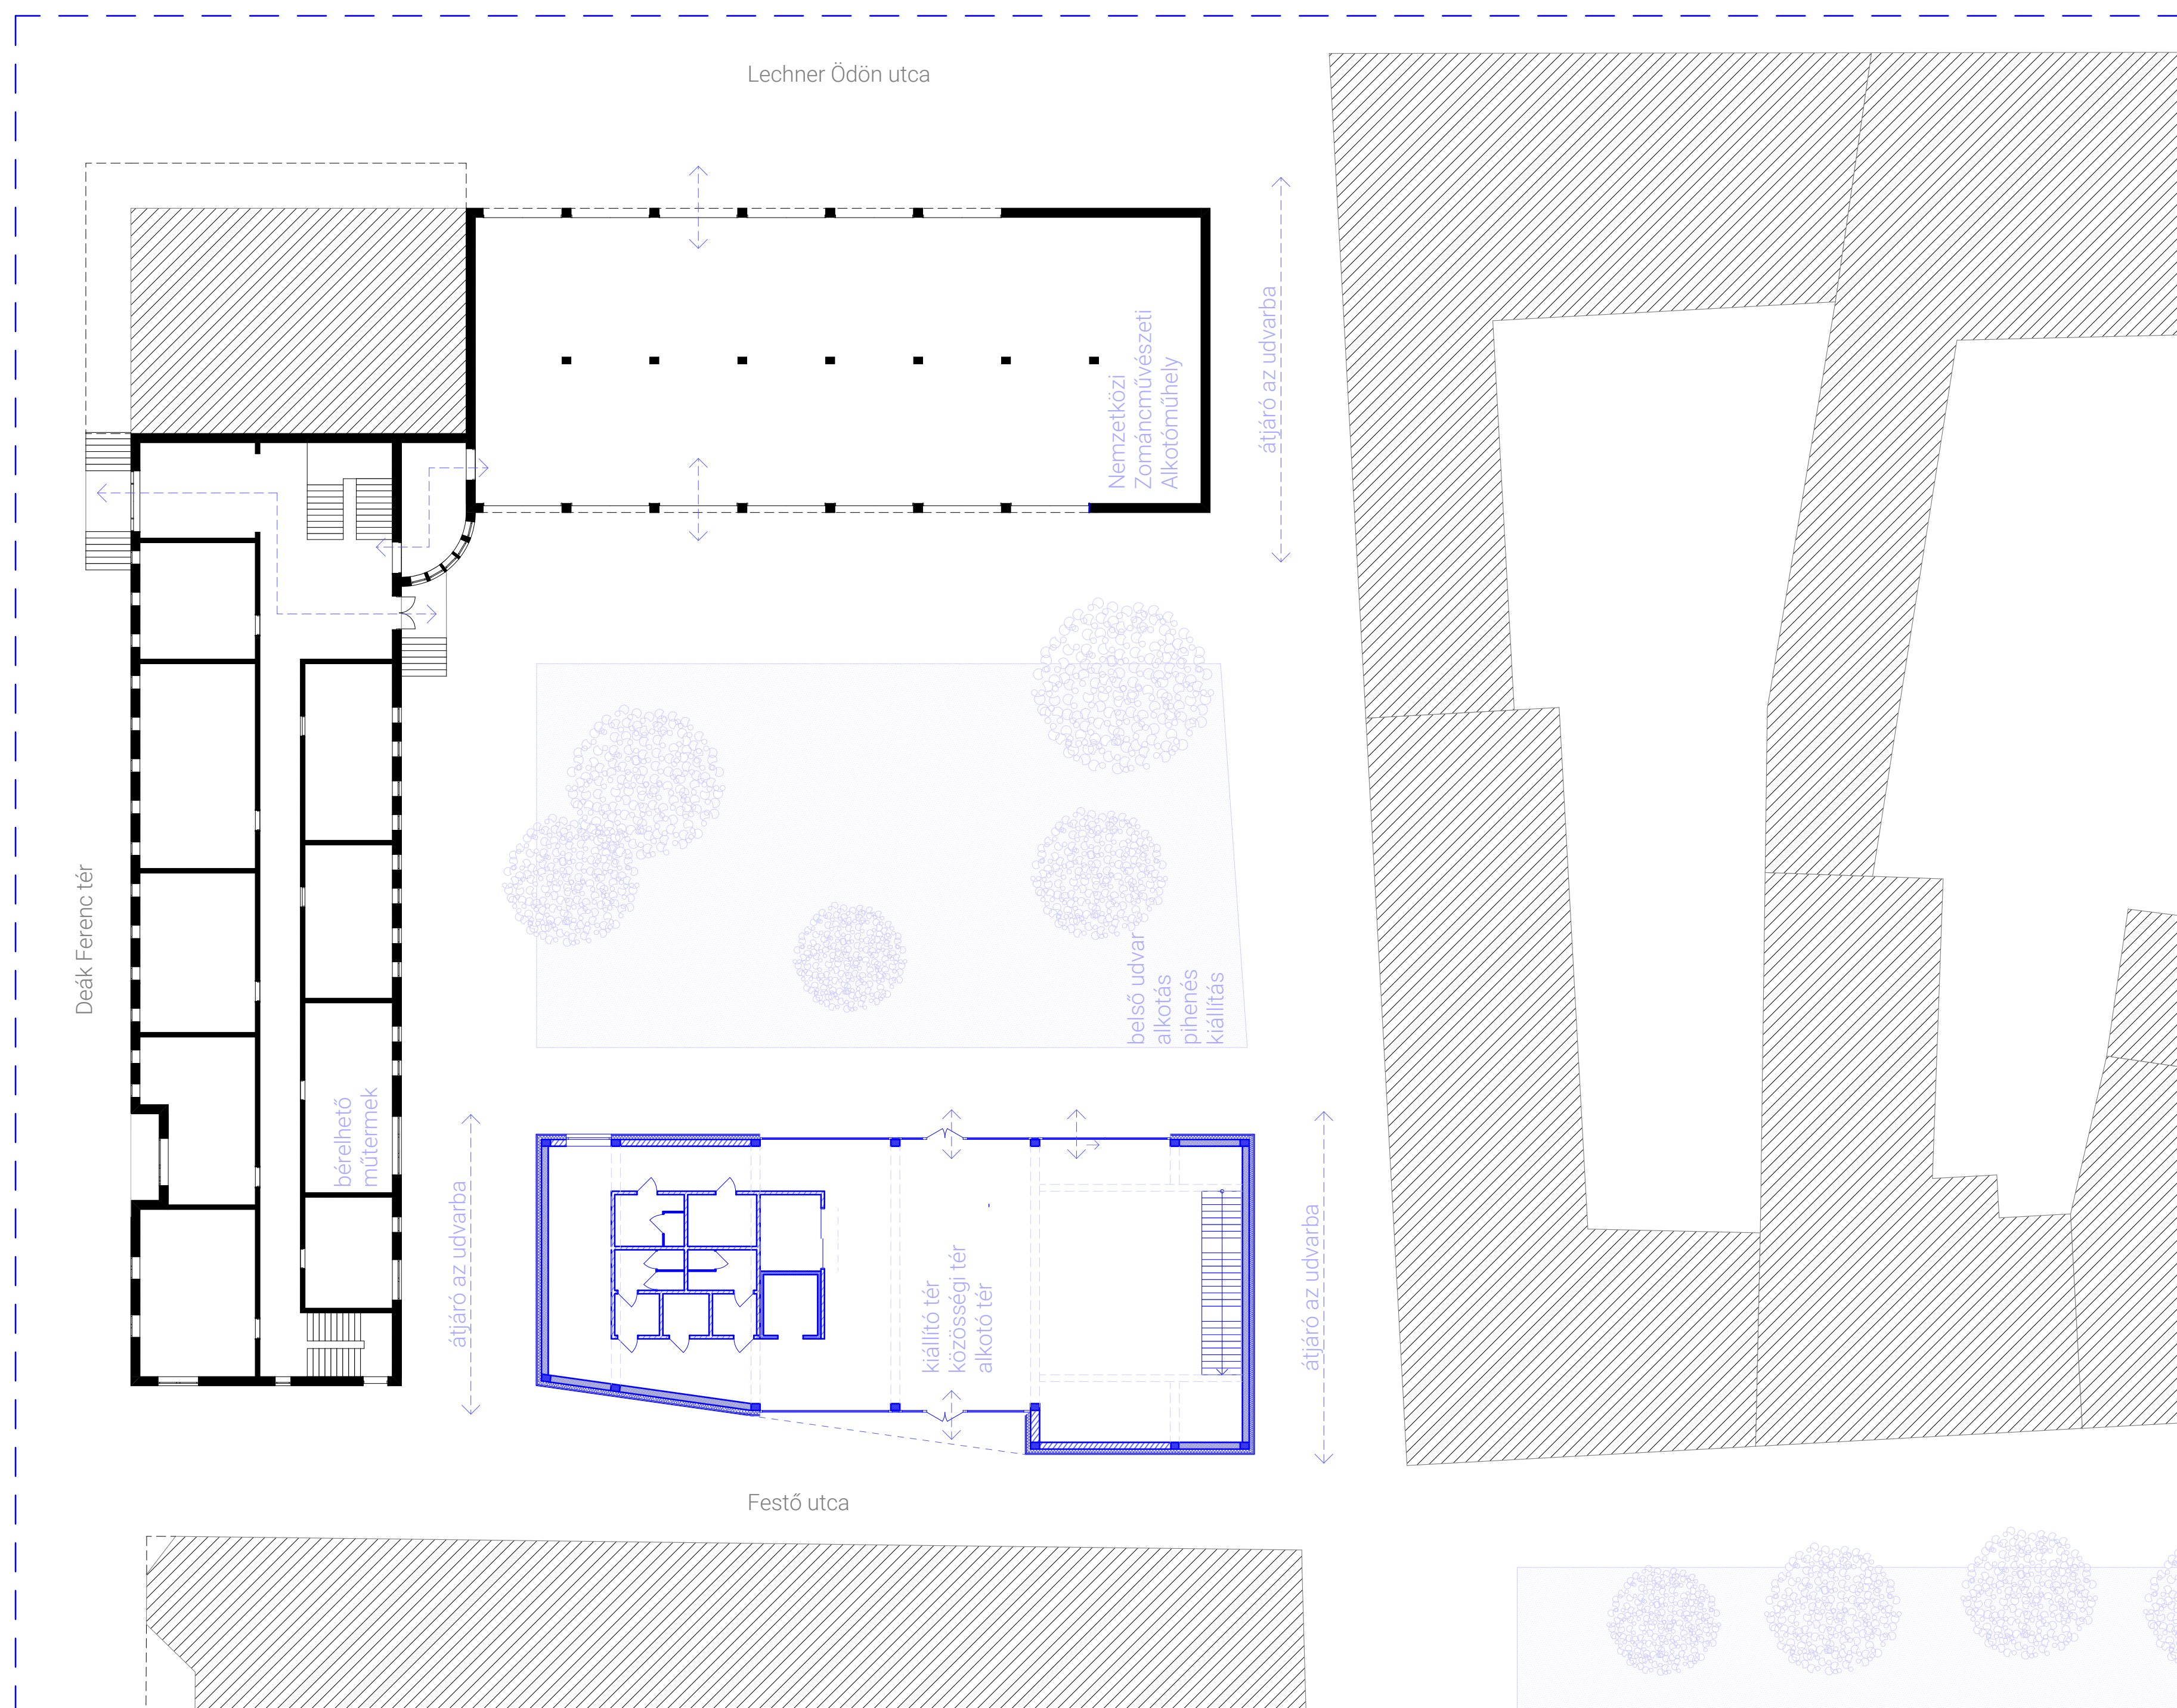 Lechner Ödön utca
Nemzetközi
Zománcművészeti
Alkotóműhely
átjáró az udvarba
Deák Ferenc tér
belső udvar
alkotás
pihenés
kiállítás
bérelhető
műtermek
átjáró az udvarba
kiállító tér
közösségi tér
alkotó tér
átjáró az udvarba
Festő utca